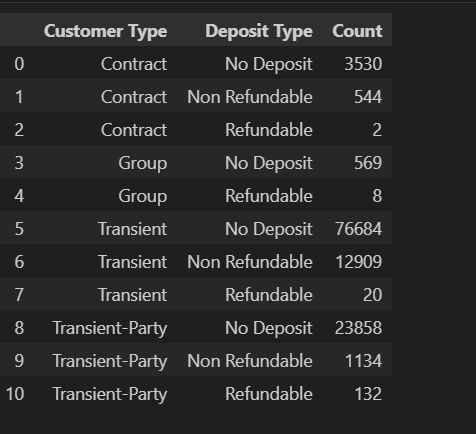 Customer Type Deposit Type Count
0 Contract No Deposit 3530
1 Contract Non Refundable 544
2 Contract Refundable 2
3 Group No Deposit 569
4 Group Refundable 8
5 Transient No Deposit 76684
6 Transient Non Refundable 12909
7 Transient Refundable 20
8 Transient-Party No Deposit 23858
9 Transient-Party Non Refundable 1134
10 Transient-Party Refundable 132